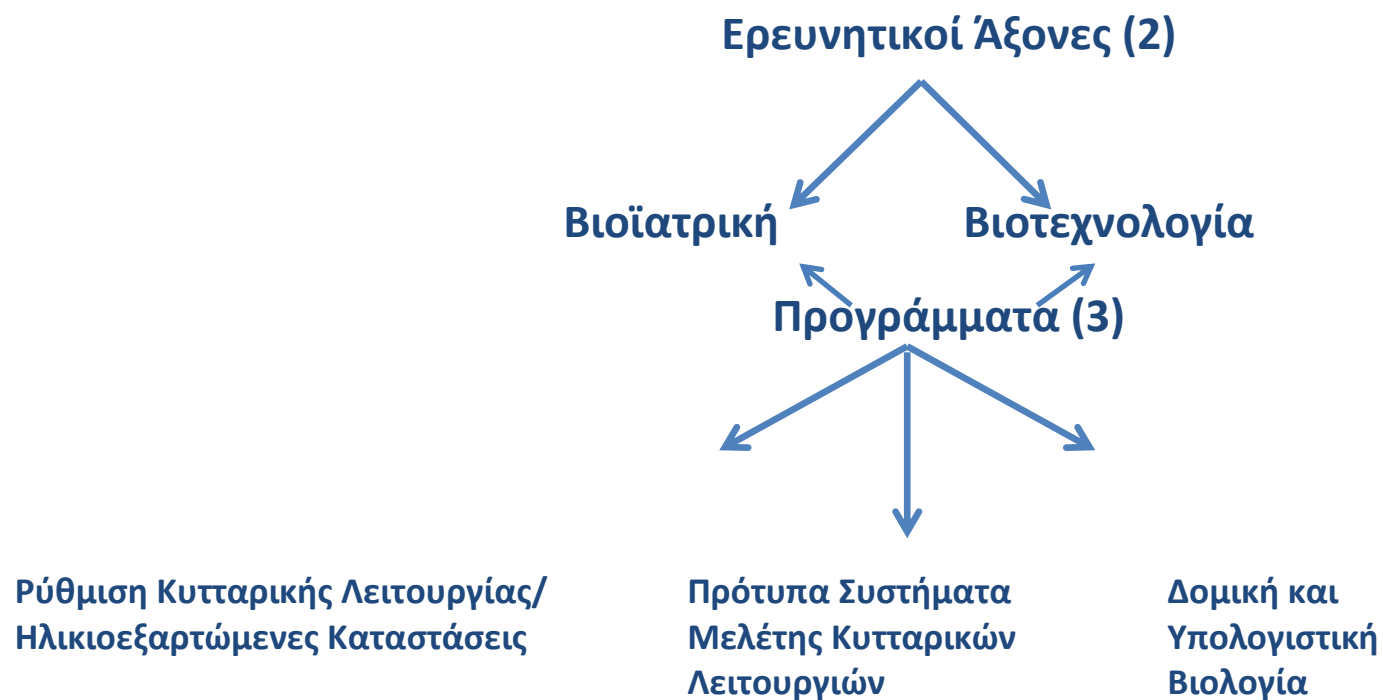 Ερευνητικοί Άξονες (2)
Βιοϊατρική
Βιοτεχνολογία
Προγράμματα (3)
Ρύθμιση Κυτταρικής Λειτουργίας/
Ηλικιοεξαρτώμενες Καταστάσεις
Πρότυπα Συστήματα
Μελέτης Κυτταρικών
Λειτουργιών
Δομική και
Υπολογιστική
Βιολογία